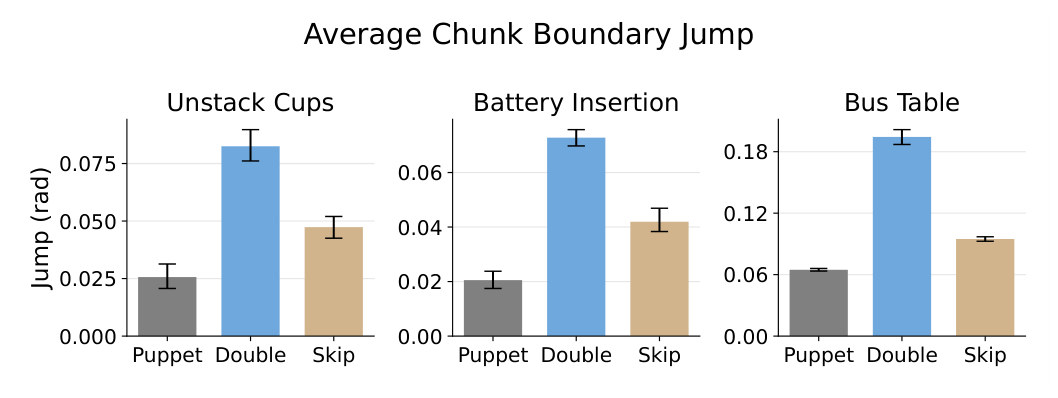 Average Chunk Boundary Jump
Unstack Cups
Battery Insertion
Bus Table
Jump (rad)
0.075
0.050
0.025
0.000
Puppet Double Skip
0.06
0.04
0.02
0.00
Puppet Double Skip
0.18
0.12
0.06
0.00
Puppet Double Skip